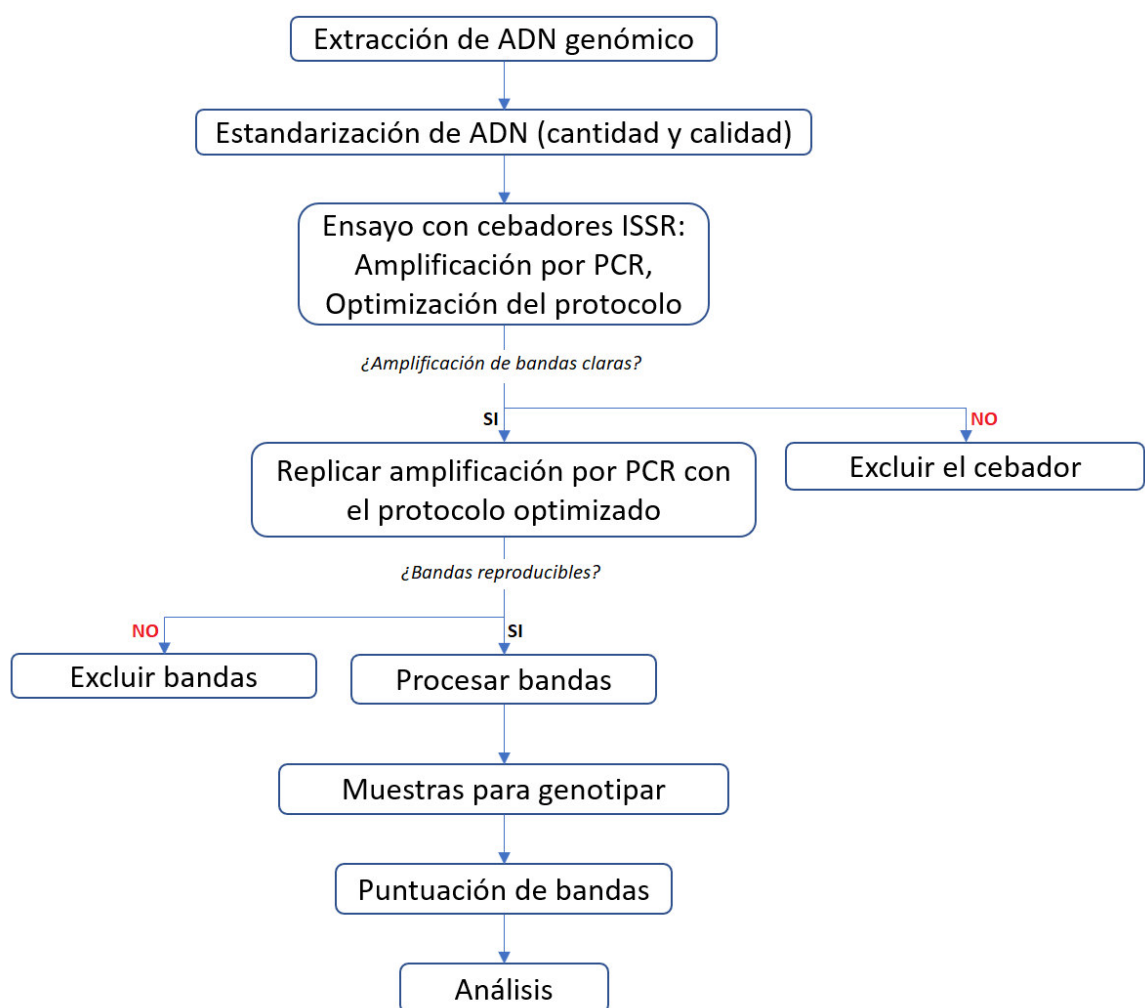 Extracción de ADN genómico
Estandarización de ADN (cantidad y calidad)
Ensayo con cebadores ISSR:
Amplificación por PCR,
Optimización del protocolo
¿Amplificación de bandas claras?
SI
NO
Replicar amplificación por PCR con
el protocolo optimizado
Excluir el cebador
¿Bandas reproducibles?
NO
SI
Excluir bandas
Procesar bandas
Muestras para genotipar
Puntuación de bandas
Análisis